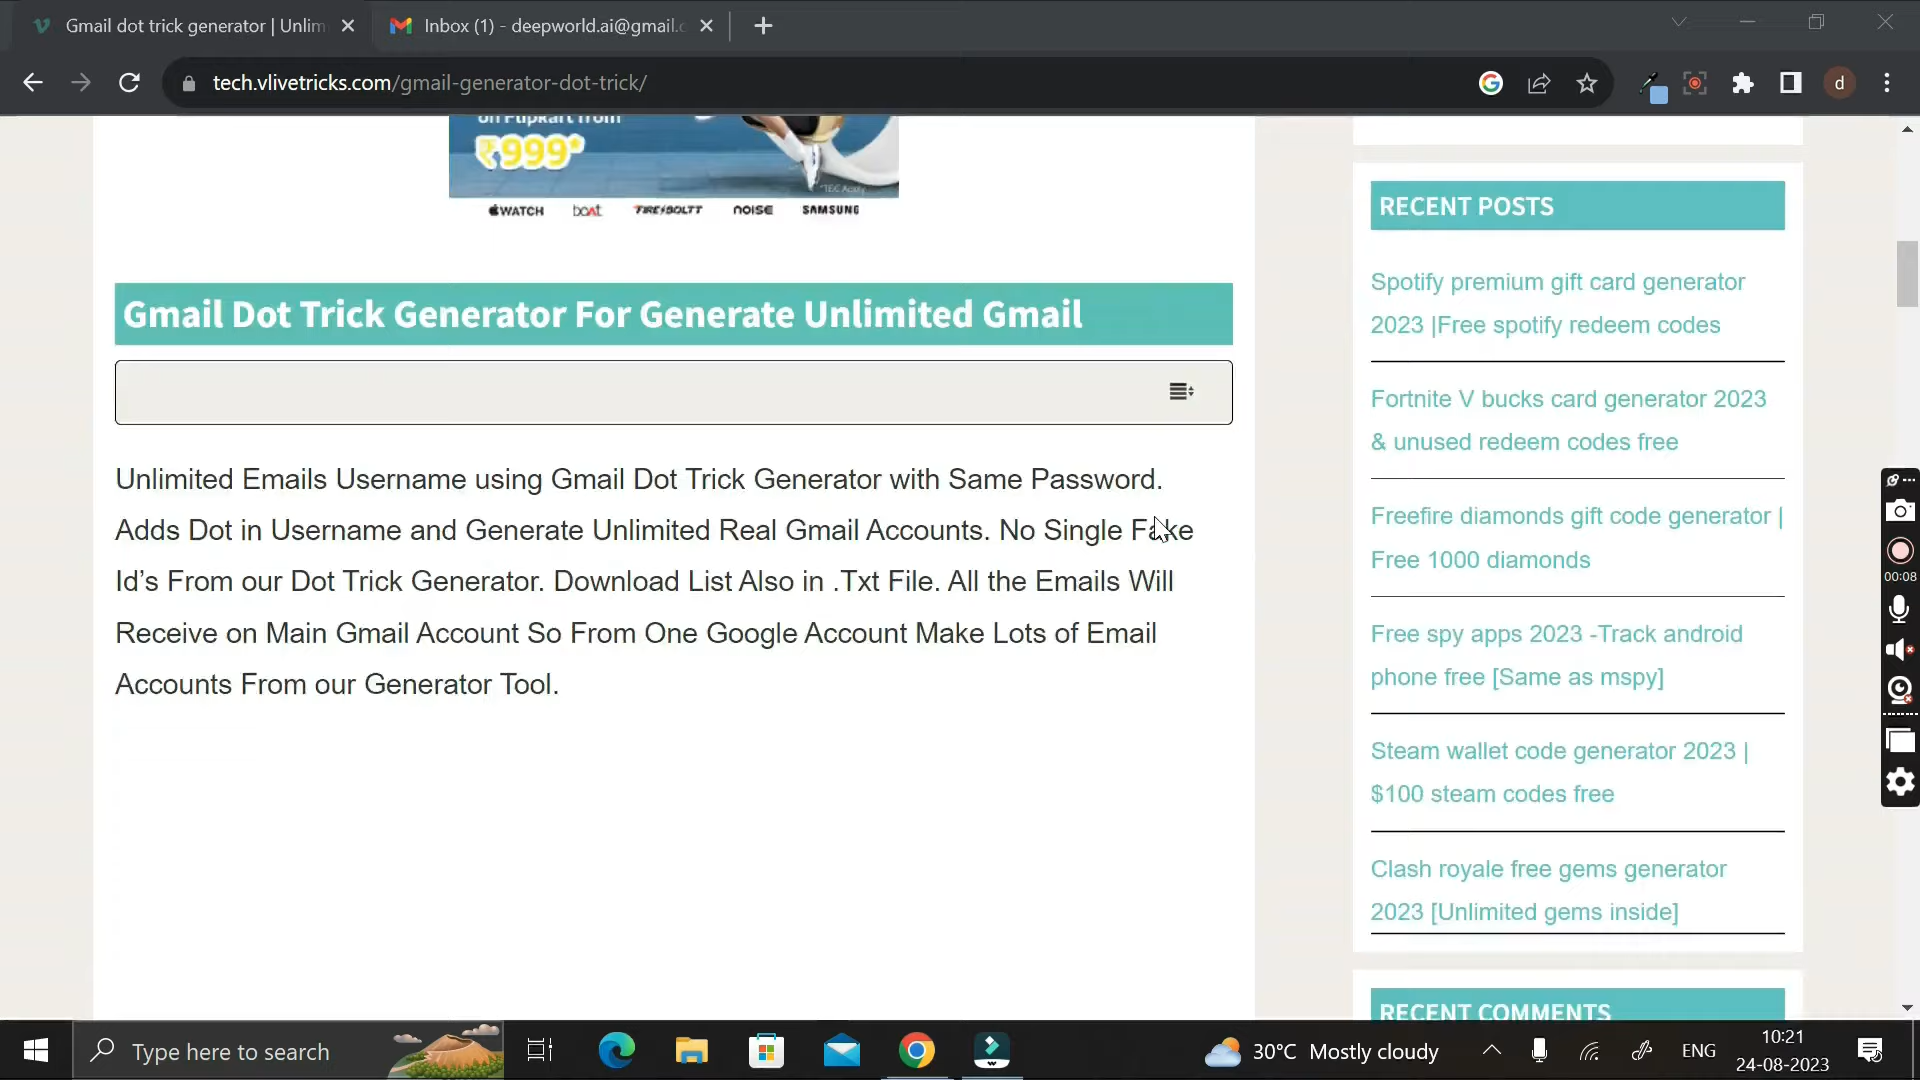 Gmail dot trick generator | Unlim
Inbox (1) - deepworld.ai@gmail.c
tech.vlivetricks.com/gmail-generator-dot-trick/
d
on Flipkart from
₹999*
*T&C Apply
WATCH boAt FIRE-BOLTT NOISE SAMSUNG
Gmail Dot Trick Generator For Generate Unlimited Gmail
Unlimited Emails Username using Gmail Dot Trick Generator with Same Password.
Adds Dot in Username and Generate Unlimited Real Gmail Accounts. No Single Fake
Id's From our Dot Trick Generator. Download List Also in .Txt File. All the Emails Will
Receive on Main Gmail Account So From One Google Account Make Lots of Email
Accounts From our Generator Tool.
RECENT POSTS
Spotify premium gift card generator
2023 |Free spotify redeem codes
Fortnite V bucks card generator 2023
& unused redeem codes free
Freefire diamonds gift code generator |
Free 1000 diamonds
Free spy apps 2023 -Track android
phone free [Same as mspy]
Steam wallet code generator 2023 |
$100 steam codes free
Clash royale free gems generator
2023 [Unlimited gems inside]
RECENT COMMENTS
00:08
Type here to search
30°C Mostly cloudy
ENG
10:21
24-08-2023